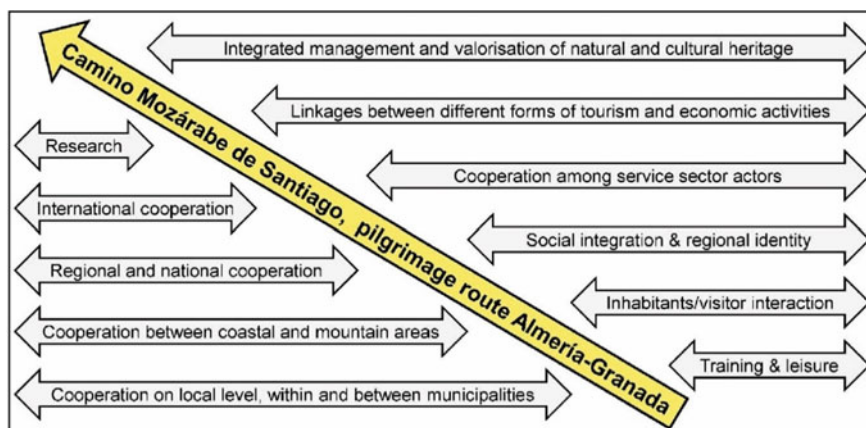 Camino Mozárabe de Santiago, pilgrimage route Almería-Granada
Integrated management and valorisation of natural and cultural heritage
Linkages between different forms of tourism and economic activities
Research
Cooperation among service sector actors
International cooperation
Social integration & regional identity
Regional and national cooperation
Inhabitants/visitor interaction
Cooperation between coastal and mountain areas
Training & leisure
Cooperation on local level, within and between municipalities